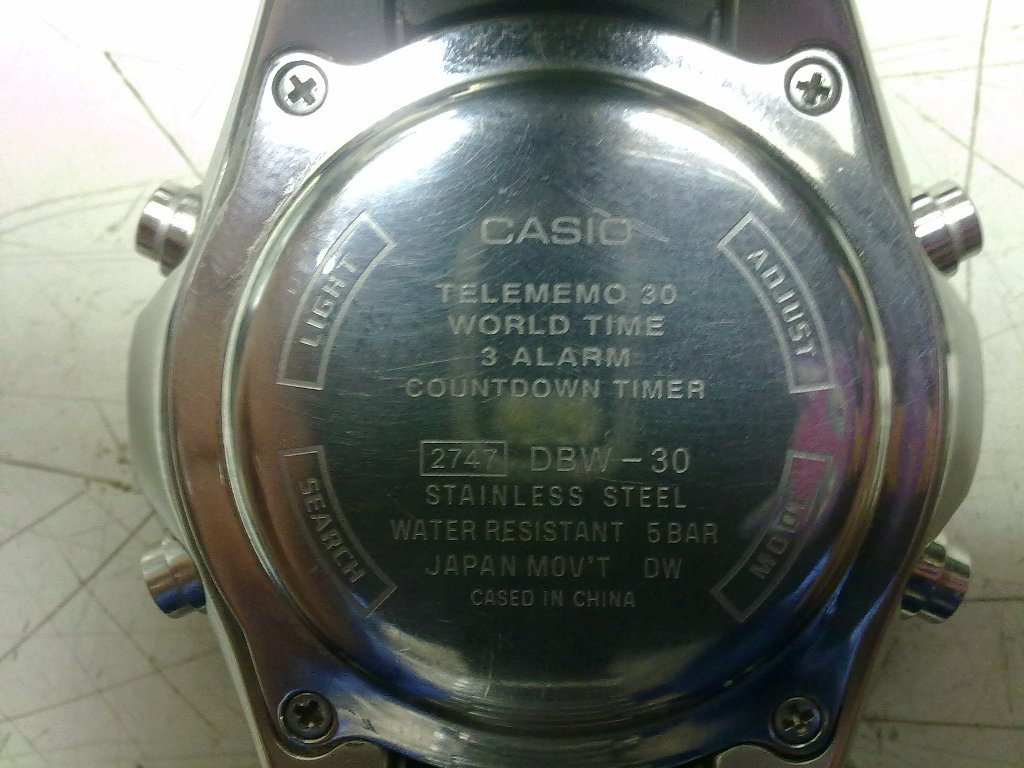 CASIO
LIGHT
ADJUST
TELEMEMO 30
WORLD TIME
3 ALARM
COUNTDOWN TIMER
2747 DBW-30
STAINLESS STEEL
SEARCH
MODE
WATER RESISTANT 5 BAR
JAPAN MOV'T DW
CASED IN CHINA